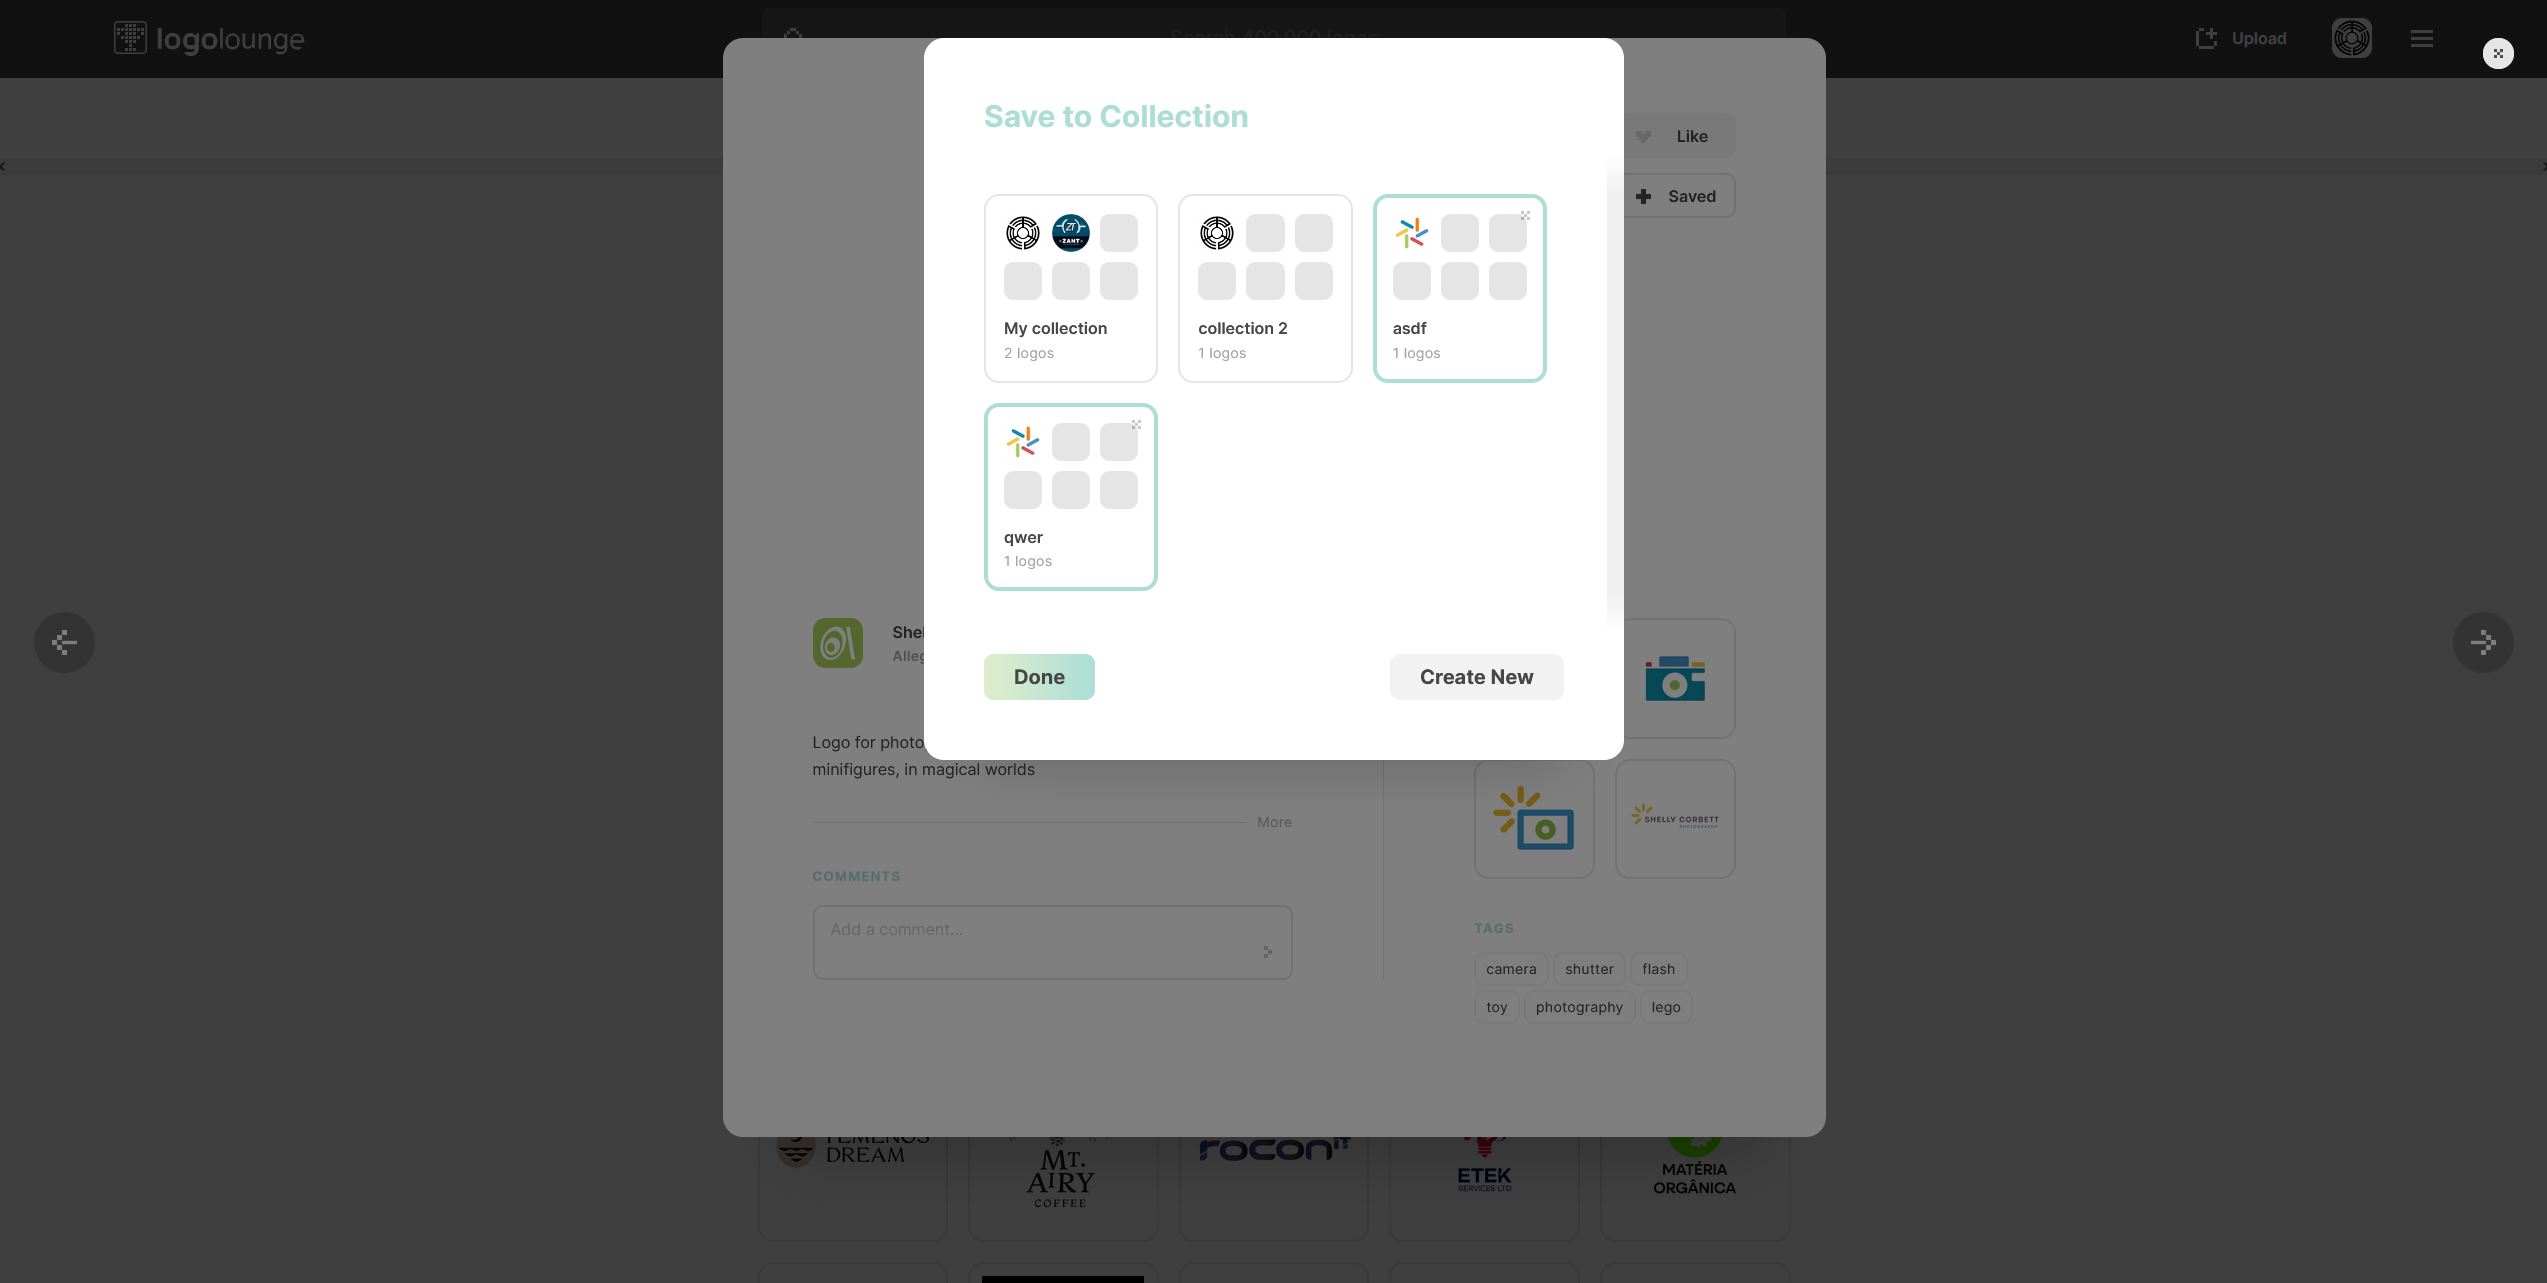 logolounge
Search 400,000 logos
Upload
Save to Collection
Like
Saved
ZT
ZANT
My collection
2 logos
collection 2
1 logos
asdf
1 logos
qwer
1 logos
Done
Create New
Logo for photo
minifigures, in magical worlds
More
SHELLY CORBETT
PHOTOGRAPHY
COMMENTS
Add a comment...
TAGS
camera
shutter
flash
toy
photography
lego
TEMENOS
DREAM
MT.
AIRY
COFFEE
rocon IT
ETEK
SERVICES LTD
MATÉRIA
ORGÂNICA